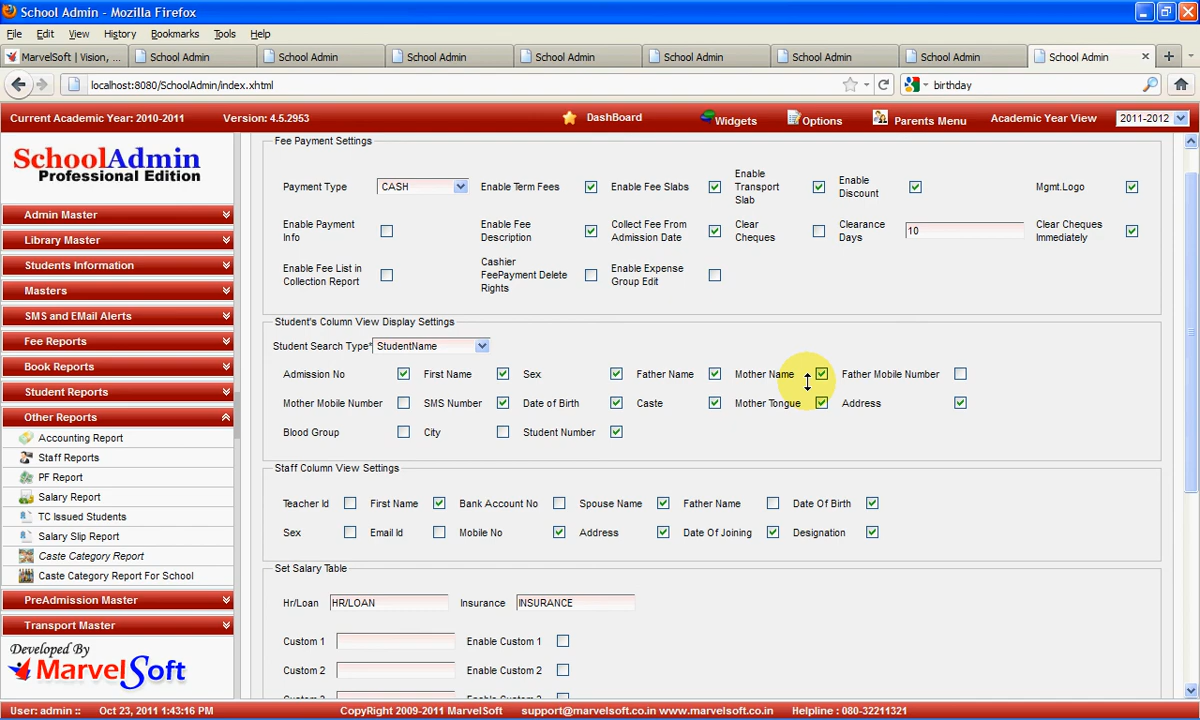 School Admin - Mozilla Firefox
File Edit View History Bookmarks Tools Help
MarvelSoft | Vision, ... School Admin School Admin School Admin School Admin School Admin School Admin School Admin School Admin
localhost:8080/SchoolAdmin/index.xhtml birthday
Current Academic Year: 2010-2011 Version: 4.5.2953 DashBoard Widgets Options Parents Menu Academic Year View 2011-2012
SchoolAdmin
Professional Edition
Admin Master
Library Master
Students Information
Masters
SMS and EMail Alerts
Fee Reports
Book Reports
Student Reports
Other Reports
Accounting Report
Staff Reports
PF Report
Salary Report
TC Issued Students
Salary Slip Report
Caste Category Report
Caste Category Report For School
PreAdmission Master
Transport Master
Developed By
MarvelSoft
Fee Payment Settings
Payment Type CASH Enable Term Fees Enable Fee Slabs Enable Transport Slab Enable Discount Mgmt.Logo
Enable Payment Info Enable Fee Description Collect Fee From Admission Date Clear Cheques Clearance Days 10 Clear Cheques Immediately
Enable Fee List in Collection Report Cashier FeePayment Delete Rights Enable Expense Group Edit
Student's Column View Display Settings
Student Search Type* StudentName
Admission No First Name Sex Father Name Mother Name Father Mobile Number
Mother Mobile Number SMS Number Date of Birth Caste Mother Tongue Address
Blood Group City Student Number
Staff Column View Settings
Teacher Id First Name Bank Account No Spouse Name Father Name Date Of Birth
Sex Email Id Mobile No Address Date Of Joining Designation
Set Salary Table
Hr/Loan HR/LOAN Insurance INSURANCE
Custom 1 Enable Custom 1
Custom 2 Enable Custom 2
User: admin :: Oct 23, 2011 1:43:16 PM CopyRight 2009-2011 MarvelSoft support@marvelsoft.co.in www.marvelsoft.co.in Helpline : 080-32211321